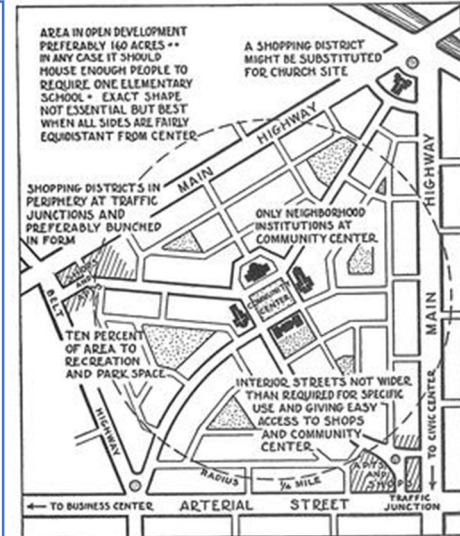 AREA IN OPEN DEVELOPMENT
PREFERABLY 160 ACRES ••
IN ANY CASE IT SHOULD
HOUSE ENOUGH PEOPLE TO
REQUIRE ONE ELEMENTARY
SCHOOL • EXACT SHAPE
NOT ESSENTIAL BUT BEST
WHEN ALL SIDES ARE FAIRLY
EQUIDISTANT FROM CENTER
A SHOPPING DISTRICT
MIGHT BE SUBSTITUTED
FOR CHURCH SITE
MAIN HIGHWAY
HIGHWAY MAIN
SHOPPING DISTRICTS IN
PERIPHERY AT TRAFFIC
JUNCTIONS AND
PREFERABLY BUNCHED
IN FORM
ONLY NEIGHBORHOOD
INSTITUTIONS AT
COMMUNITY CENTER
SHOPS
AND
COMMUNITY
CENTER
BELT
HIGHWAY
TEN PERCENT
OF AREA TO
RECREATION
AND PARK SPACE
INTERIOR STREETS NOT WIDER
THAN REQUIRED FOR SPECIFIC
USE AND GIVING EASY
ACCESS TO SHOPS
AND COMMUNITY
CENTER
TO CIVIC CENTER
APTS
AND
SHOPS
RADIUS 1/4 MILE
TRAFFIC
JUNCTION
TO BUSINESS CENTER
ARTERIAL STREET